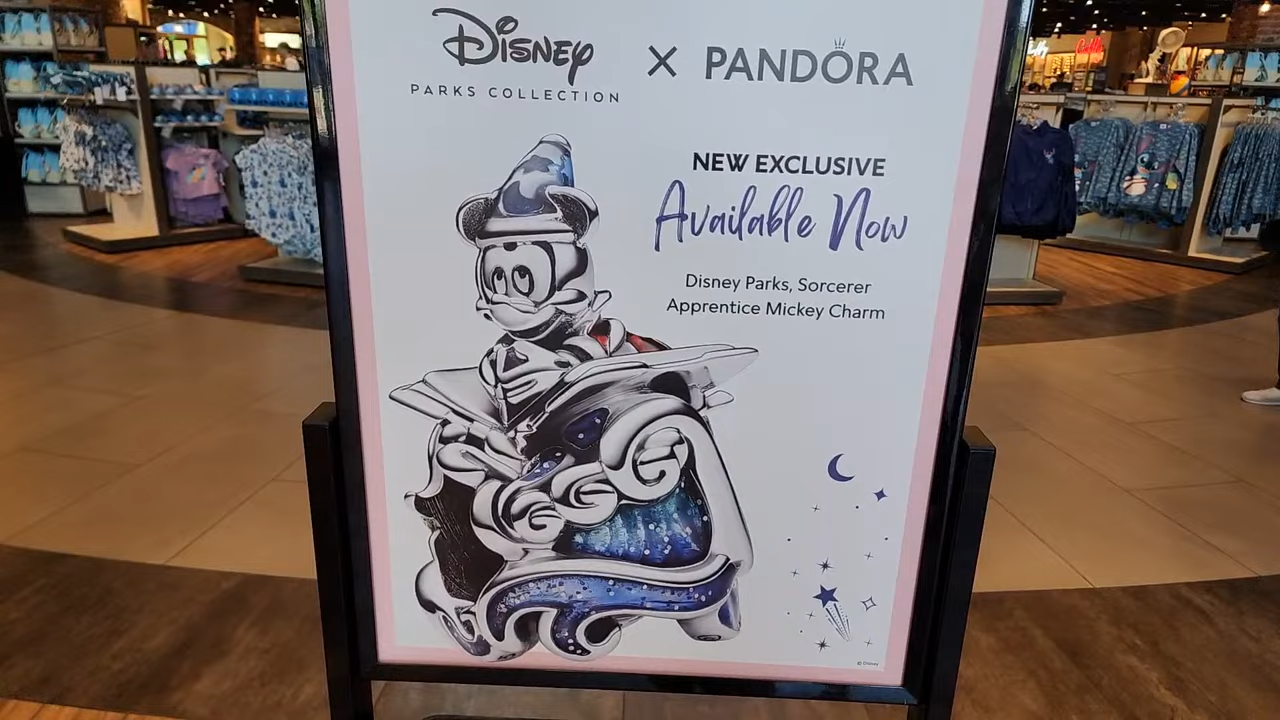 Disney
PARKS COLLECTION
X PANDORA
NEW EXCLUSIVE
Available Now
Disney Parks, Sorcerer
Apprentice Mickey Charm
© Disney